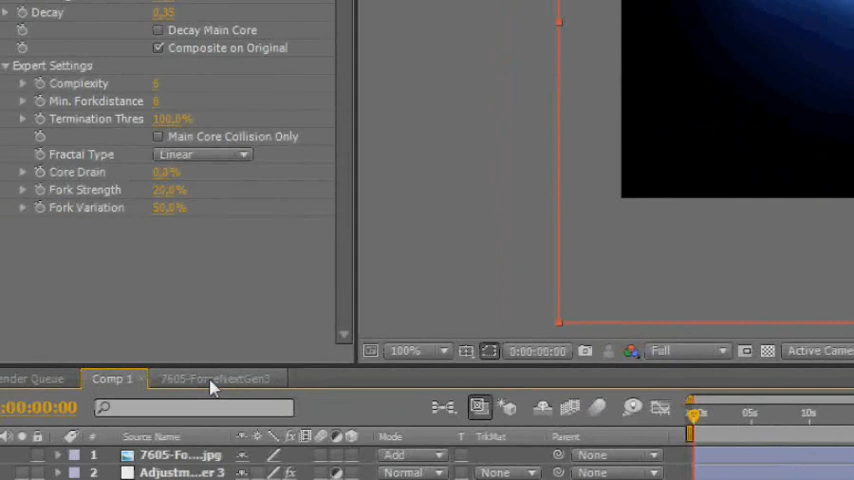 Decay 0,35
Decay Main Core
Composite on Original
Expert Settings
Complexity 6
Min. Forkdistance 6
Termination Thres 100,0%
Main Core Collision Only
Fractal Type Linear
Core Drain 0,0%
Fork Strength 20,0%
Fork Variation 50,0%
100% 0:00:00:00 Full Active Came
ender Queue Comp 1 × 7605-ForceNextGen3
:00:00:00 0s 05s 10s
# Source Name Mode T TrkMat Parent
1 7605-Fo....jpg Add None
2 Adjustm...er 3 Normal None None